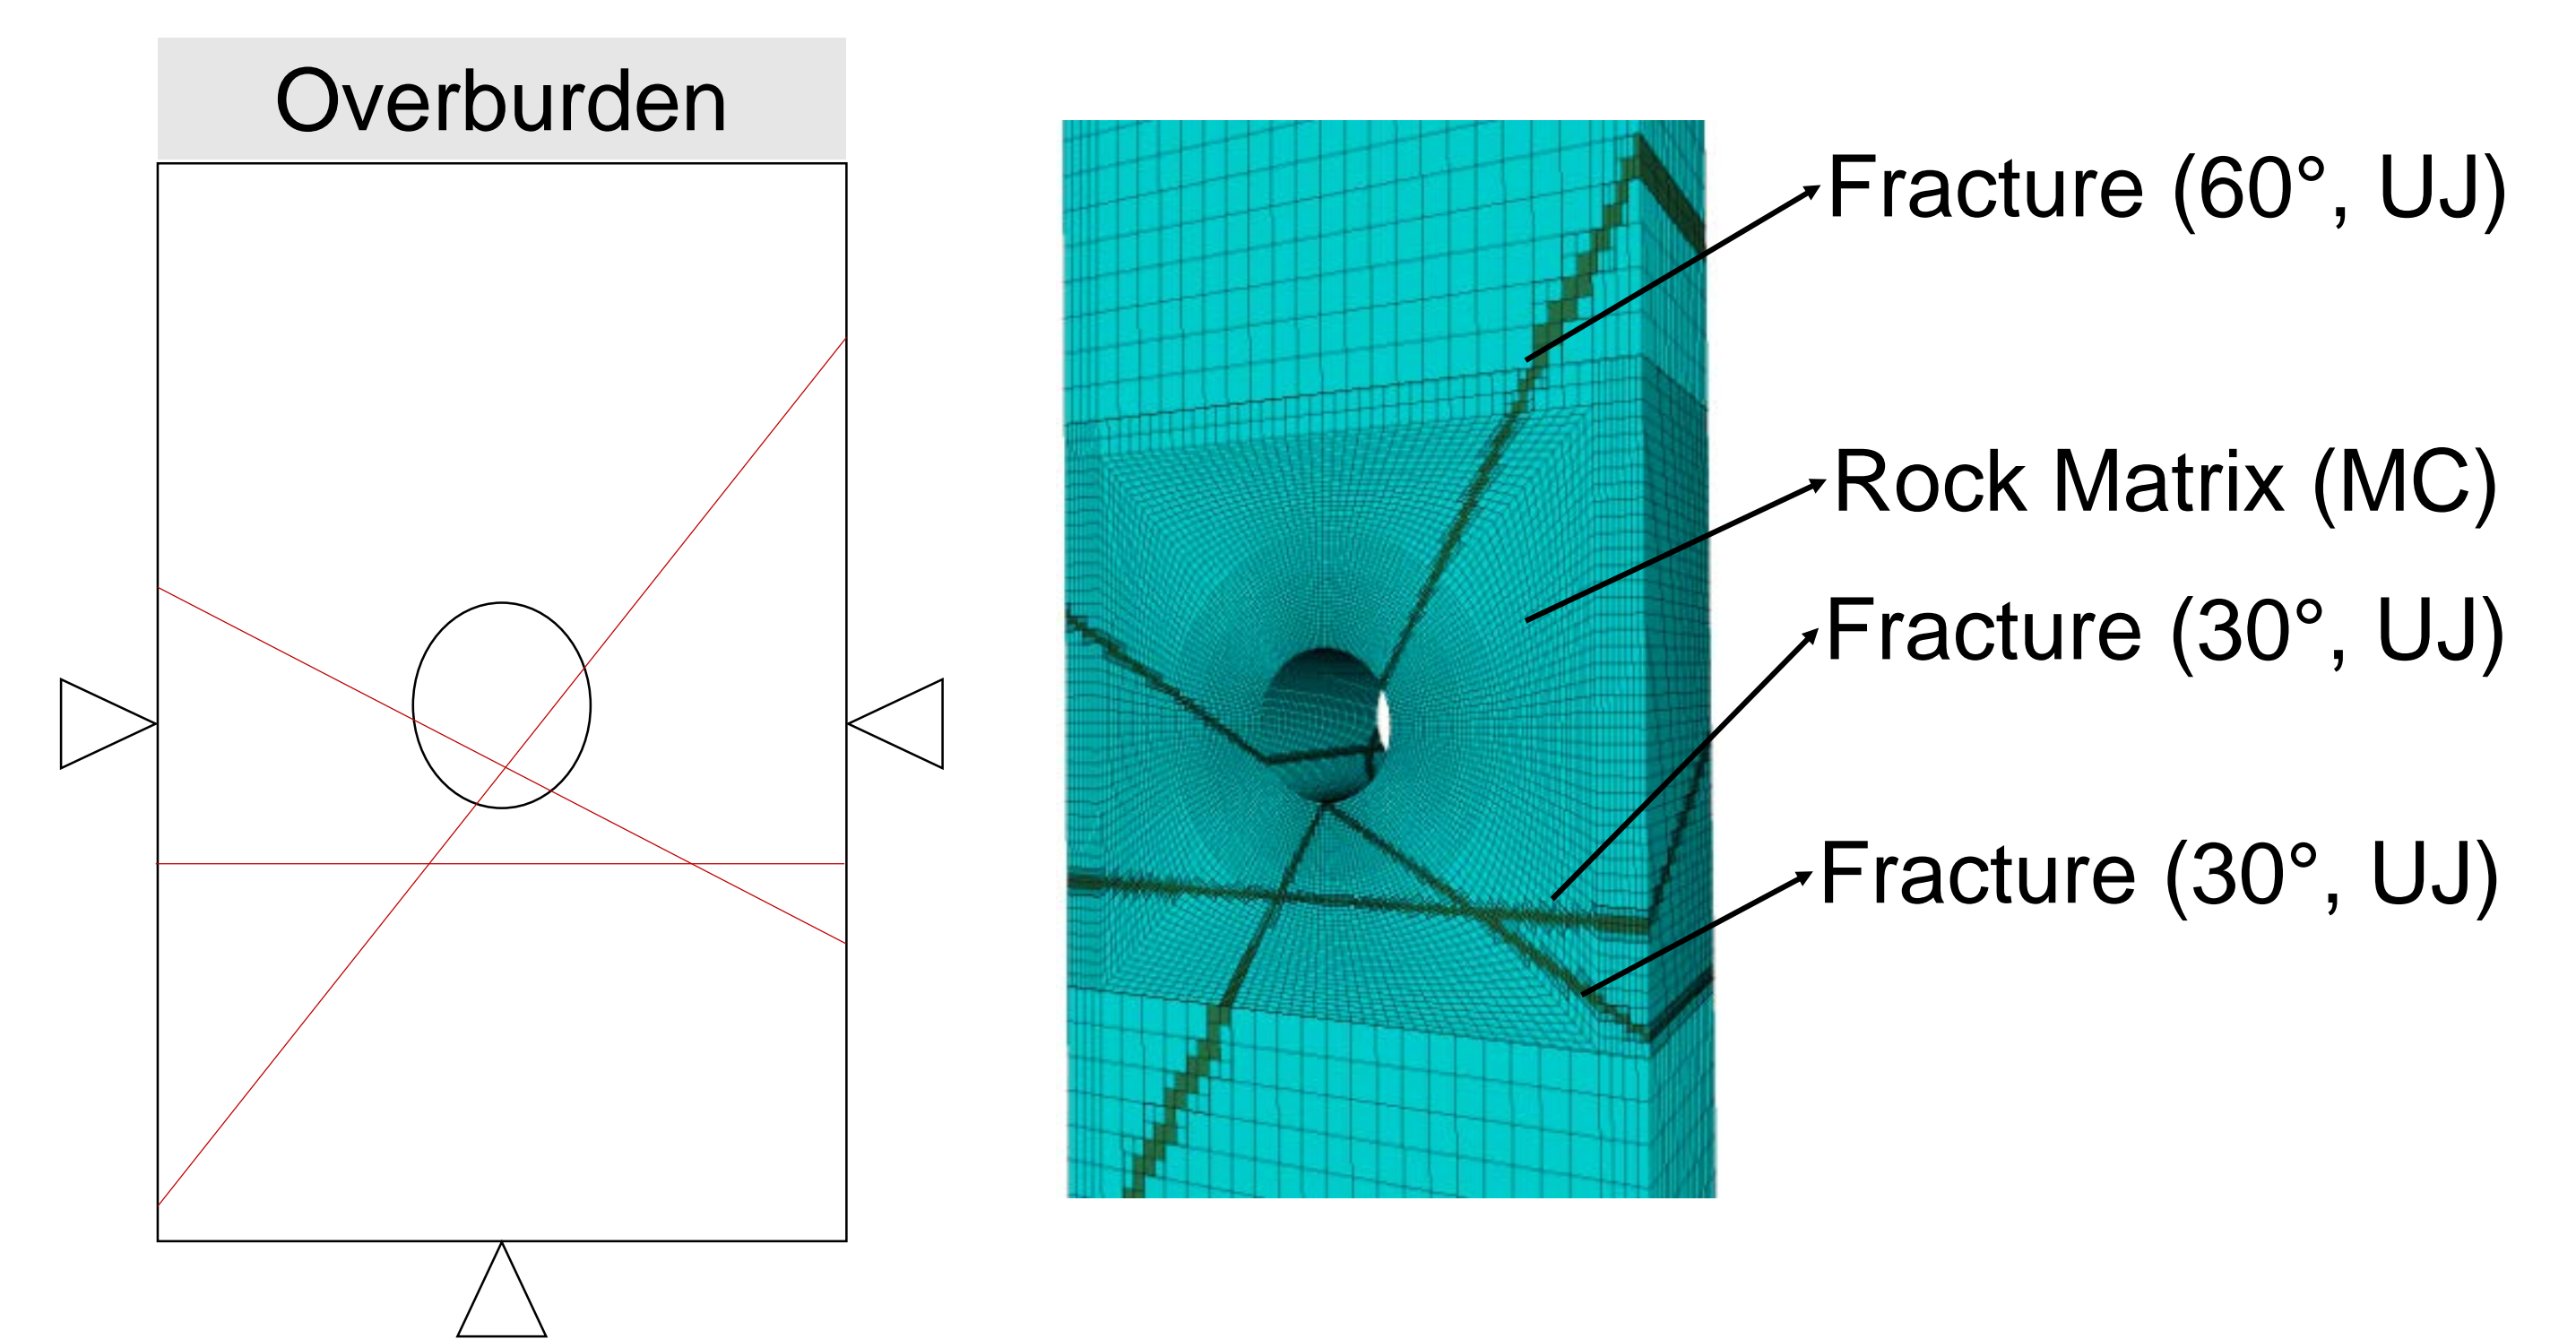 Overburden
Fracture (60°, UJ)
Rock Matrix (MC)
Fracture (30°, UJ)
Fracture (30°, UJ)